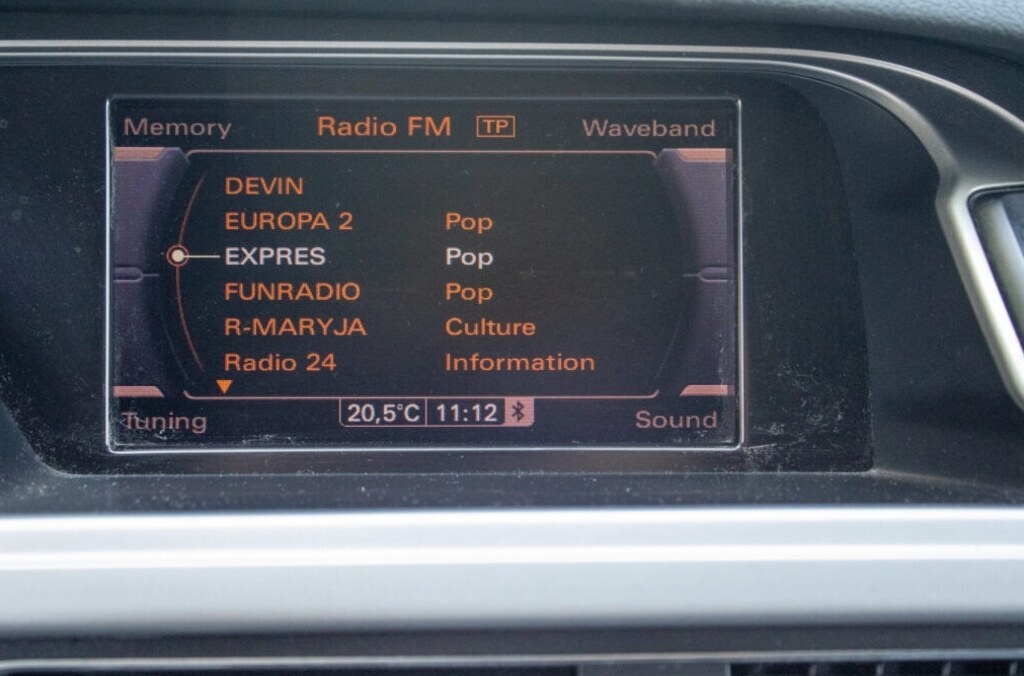 Memory Radio FM TP Waveband
DEVIN
EUROPA 2 Pop
EXPRES Pop
FUNRADIO Pop
R-MARYJA Culture
Radio 24 Information
Tuning 20,5°C 11:12 Sound